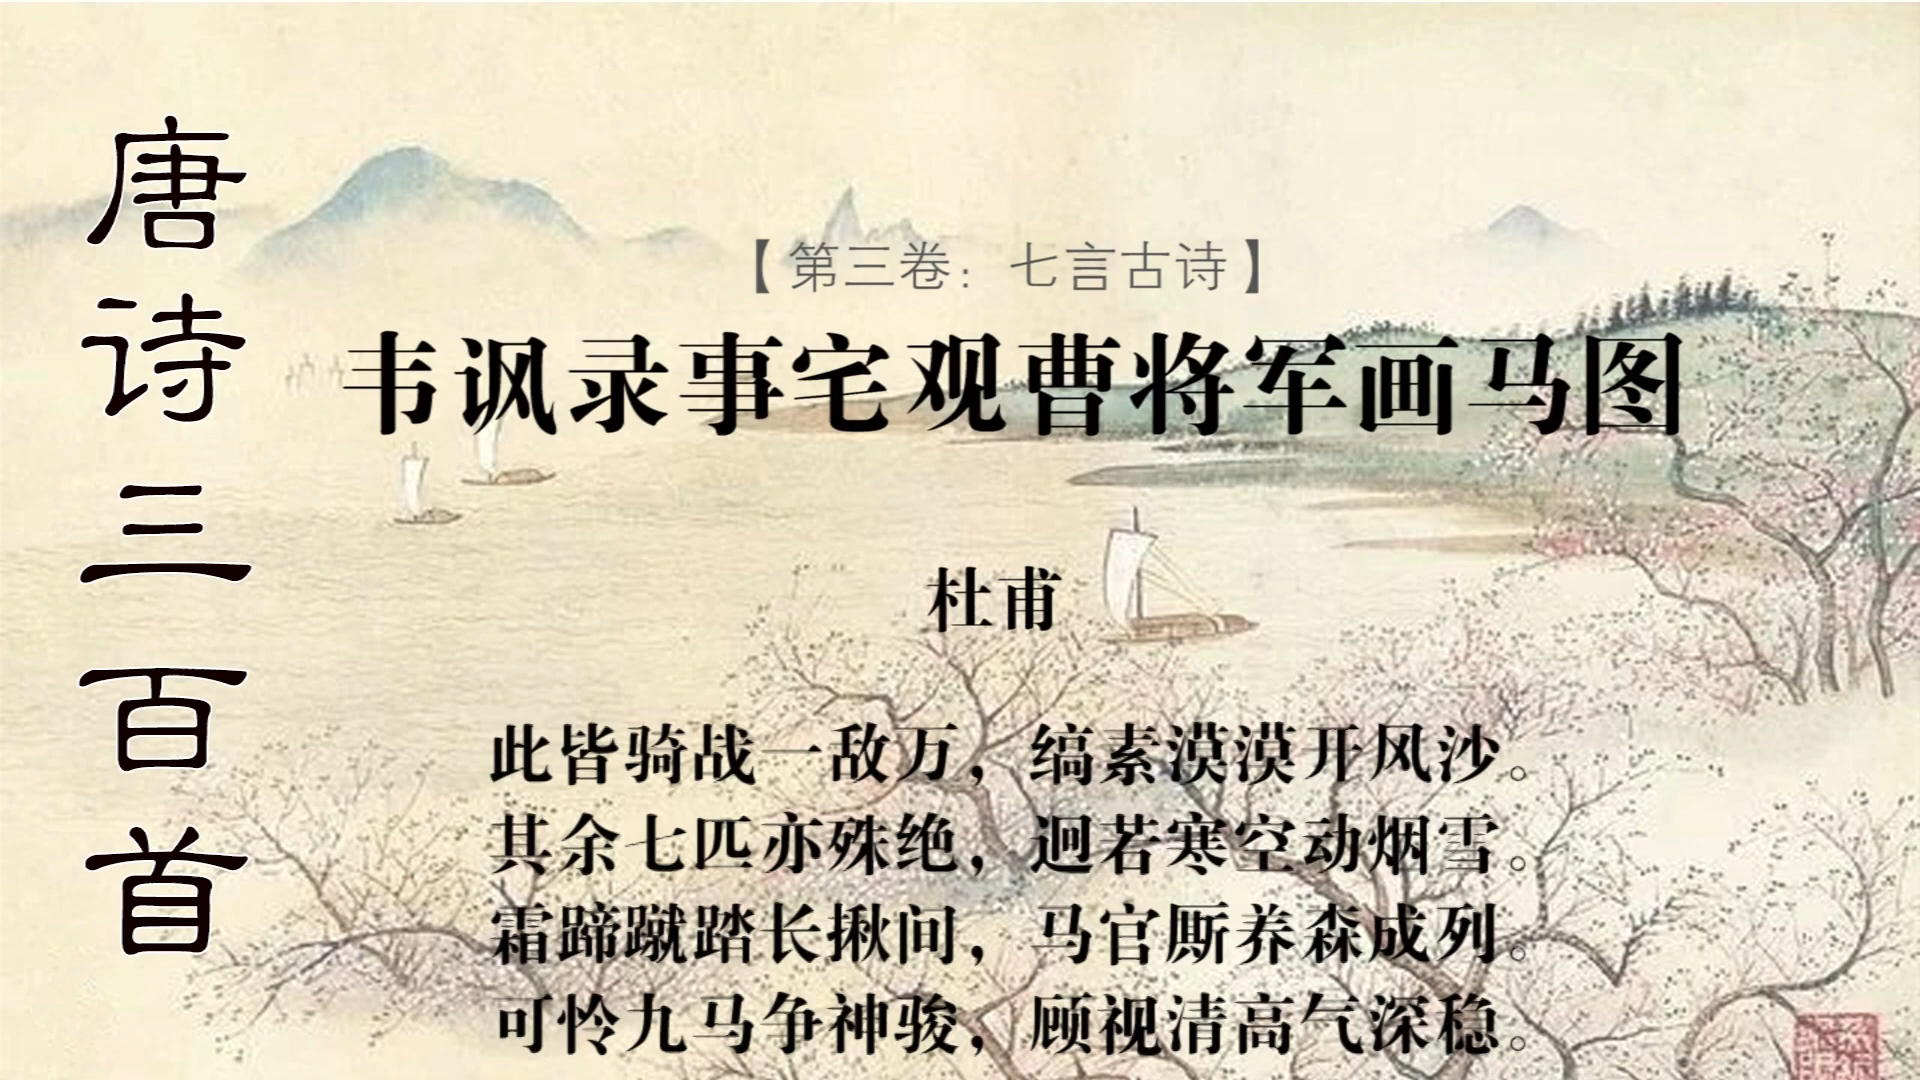 唐诗三百首
【第三卷：七言古诗】
韦讽录事宅观曹将军画马图
杜甫
此皆骑战一敌万，缟素漠漠开风沙。
其余七匹亦殊绝，迥若寒空动烟雪。
霜蹄蹴踏长揪间，马官厮养森成列。
可怜九马争神骏，顾视清高气深稳。